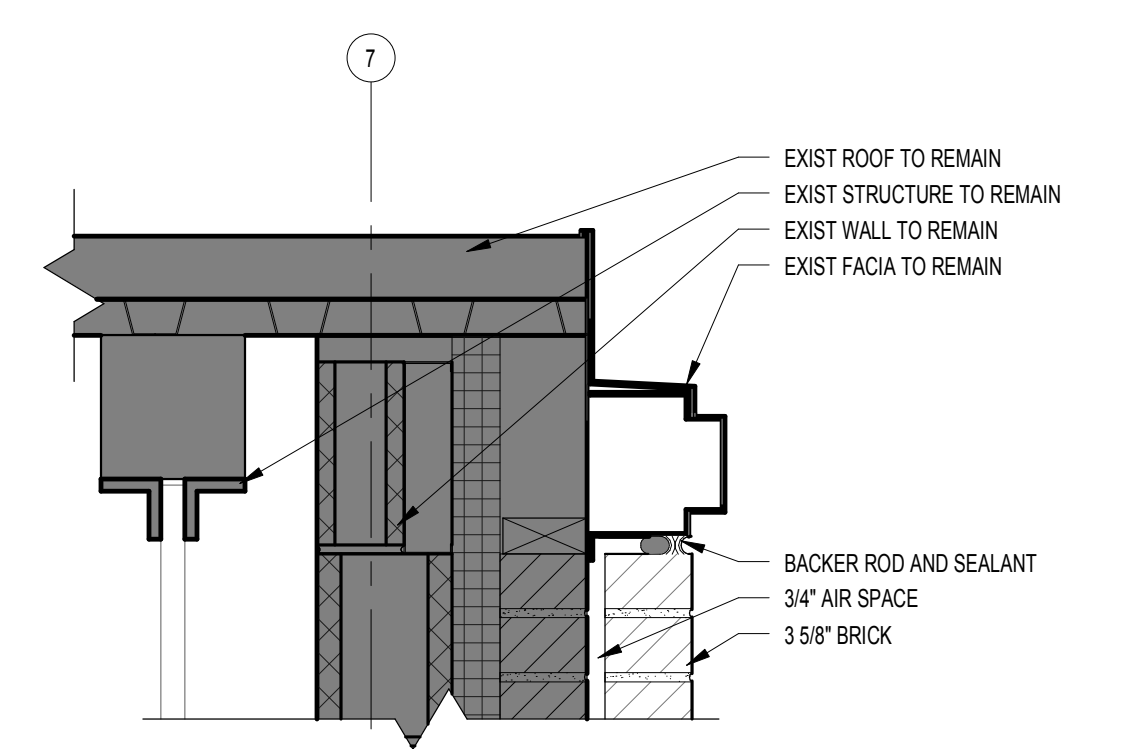 7
EXIST ROOF TO REMAIN
EXIST STRUCTURE TO REMAIN
EXIST WALL TO REMAIN
EXIST FACIA TO REMAIN
BACKER ROD AND SEALANT
3/4" AIR SPACE
3 5/8" BRICK